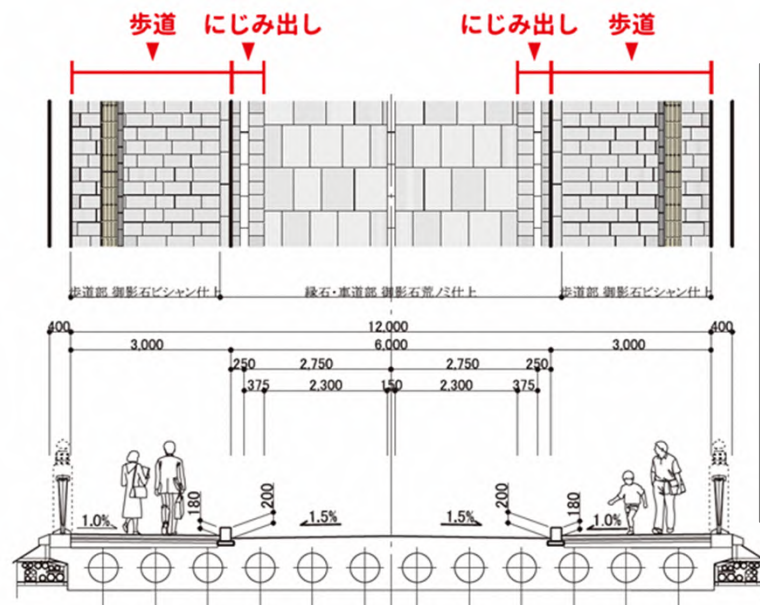 歩道 にじみ出し にじみ出し 歩道
歩道部 御影石ビシャン仕上 縁石・車道部 御影石荒ノミ仕上 歩道部 御影石ビシャン仕上
400 12,000 400
3,000 6,000 3,000
250 2,750 2,750 250
375 2,300 150 2,300 375
180 200 200 180
1.0% 1.5% 1.5% 1.0%